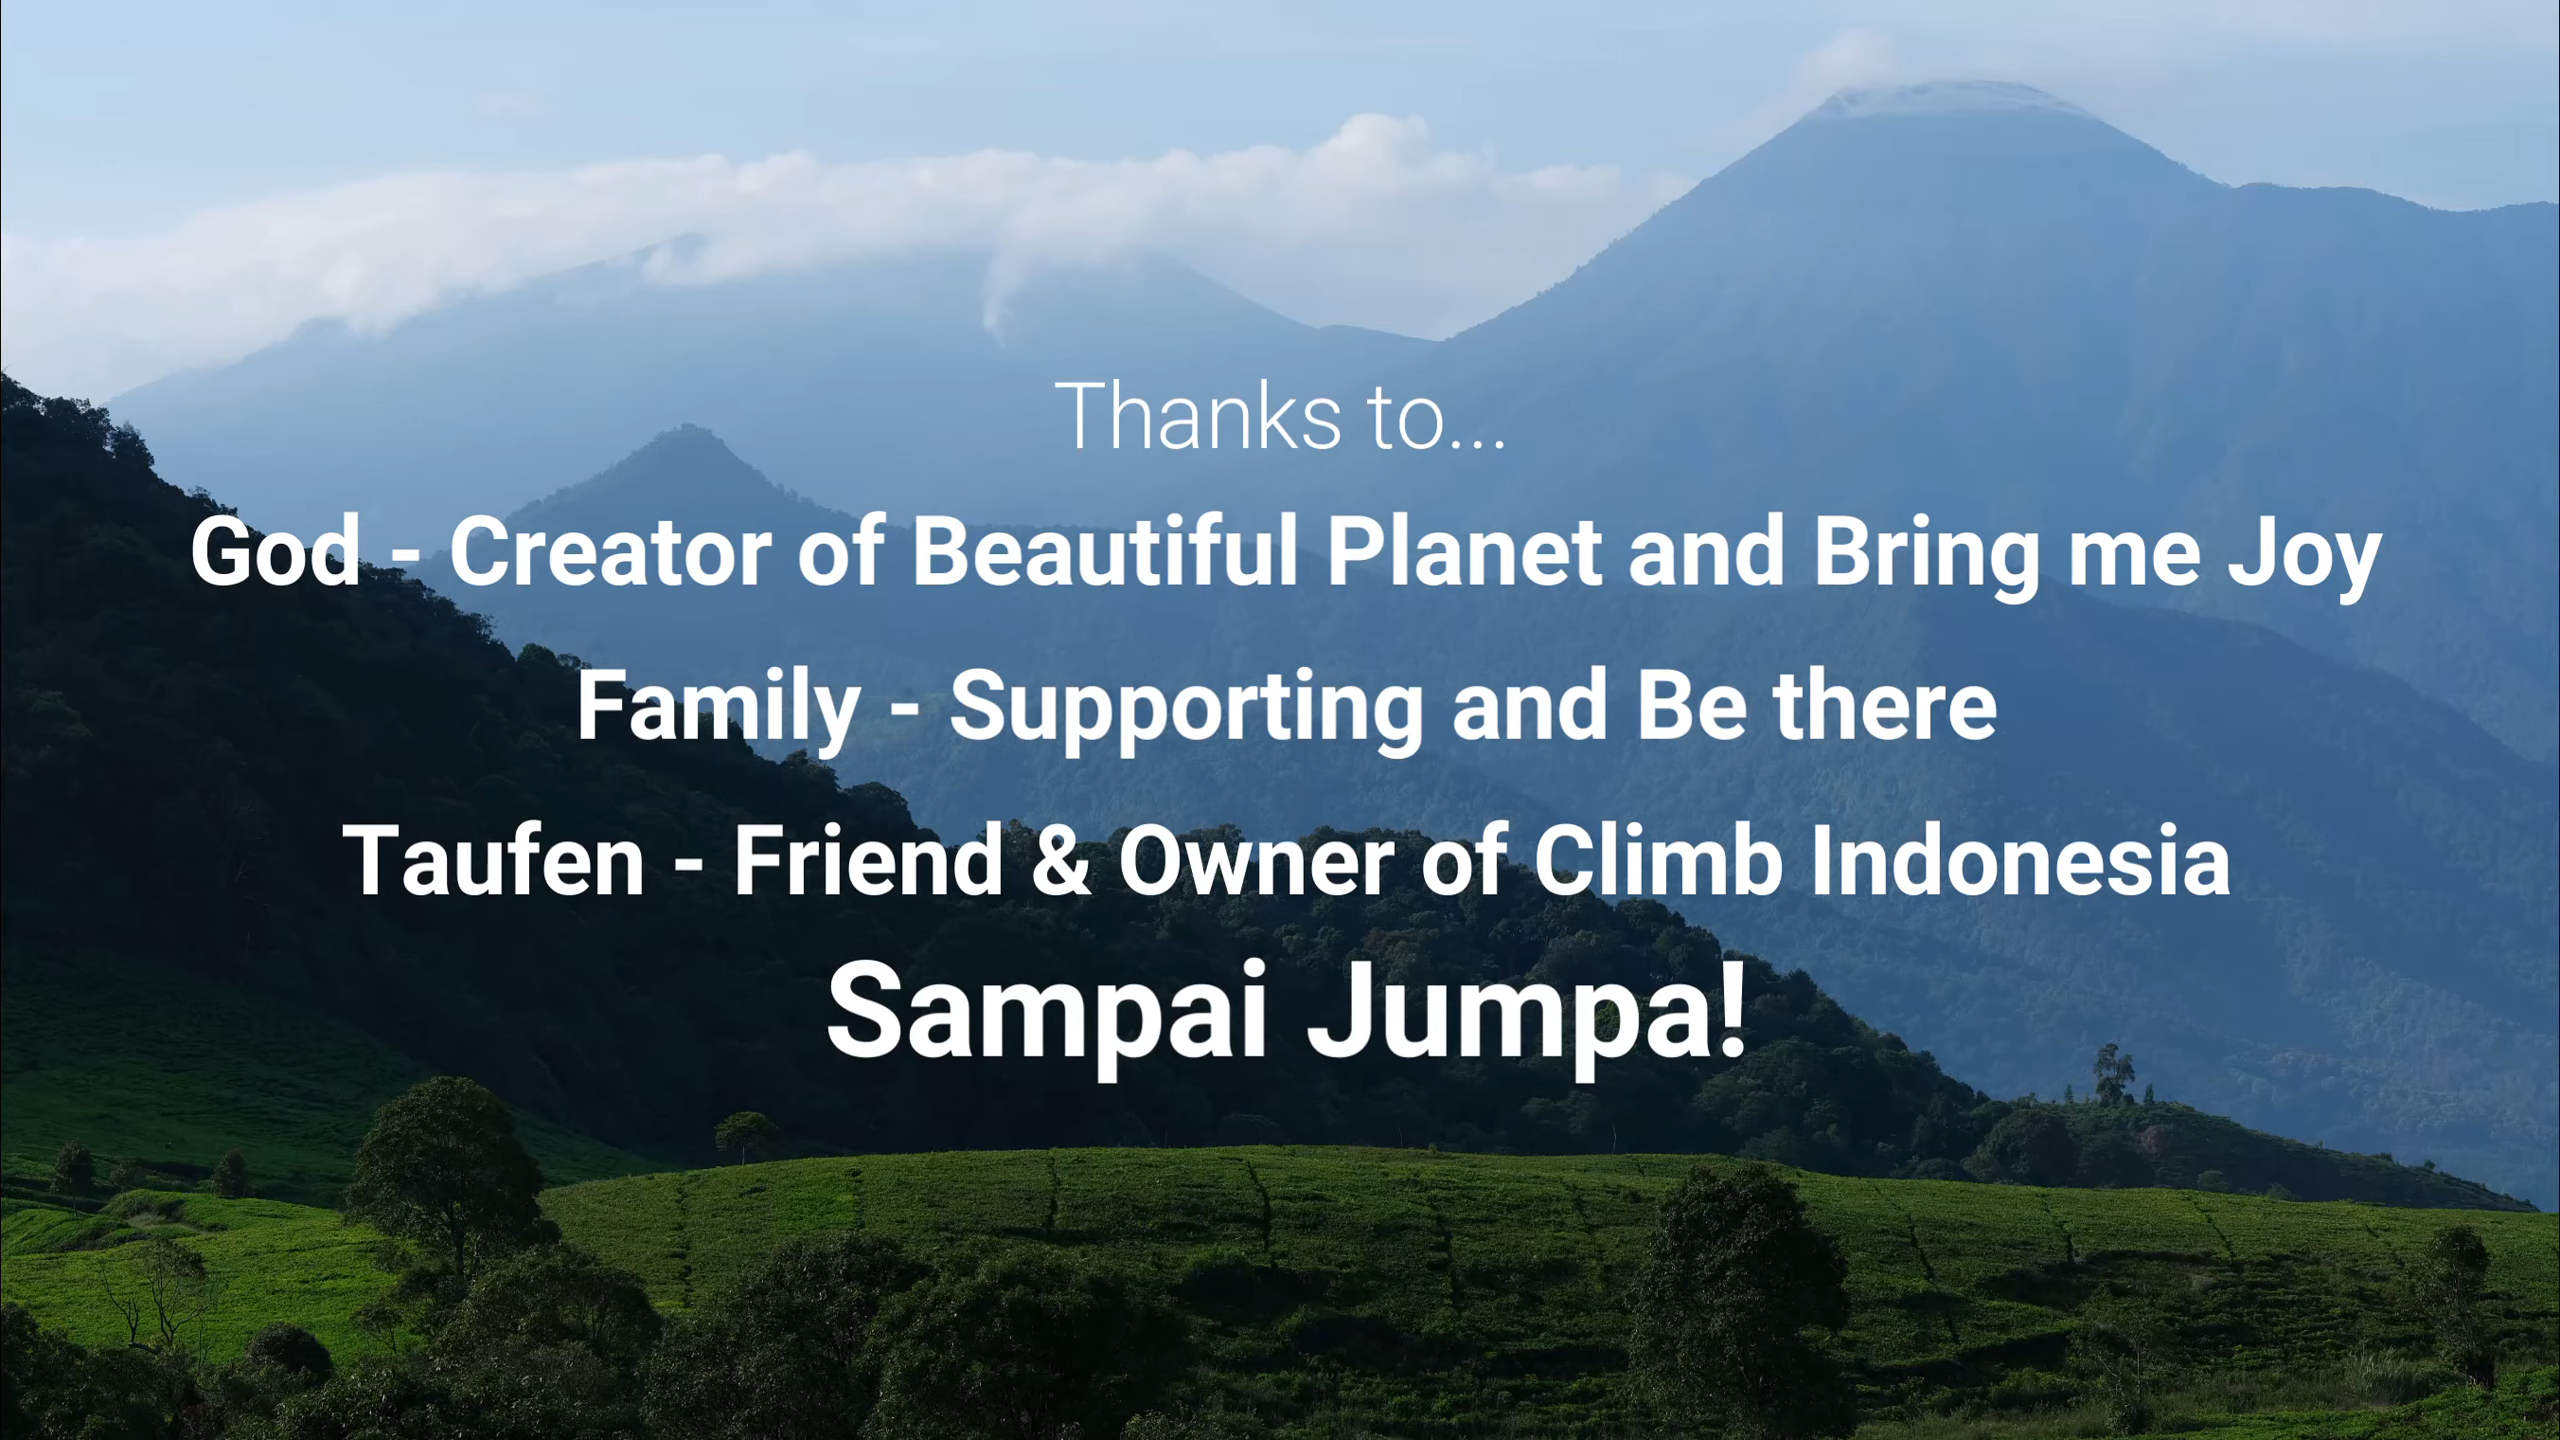 Thanks to...
God - Creator of Beautiful Planet and Bring me Joy
Family - Supporting and Be there
Taufen - Friend & Owner of Climb Indonesia
Sampai Jumpa!